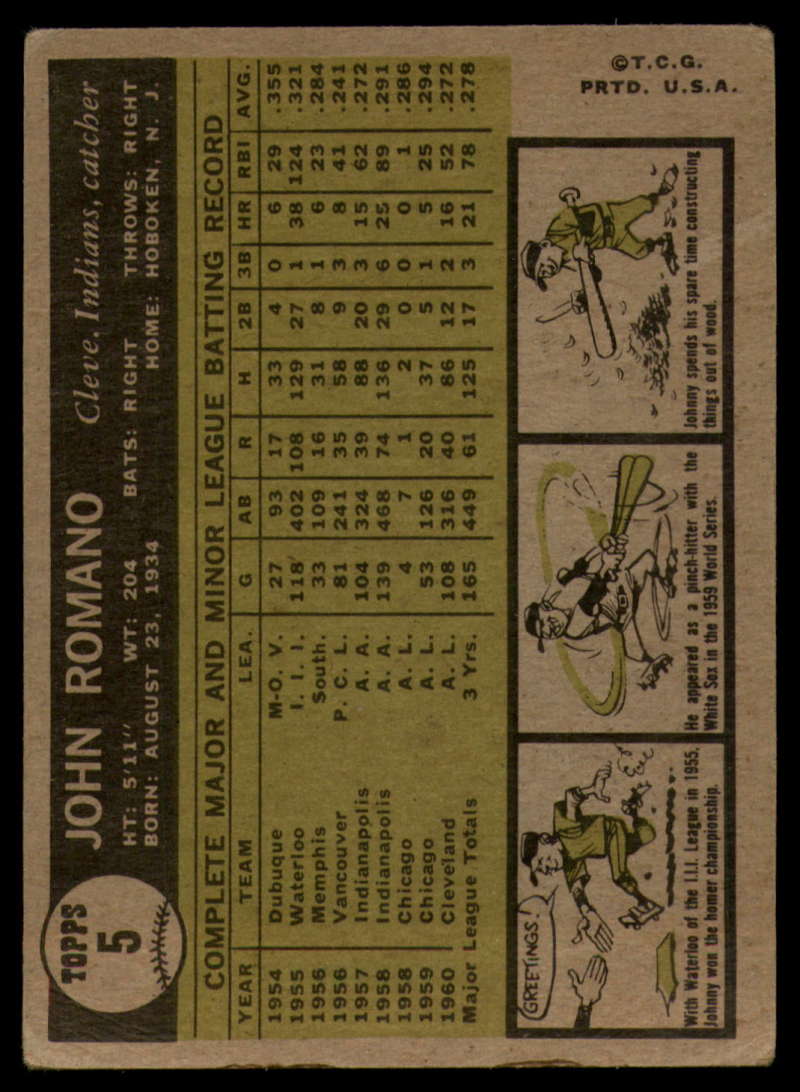 TOPPS
5
JOHN ROMANO Cleve. Indians, catcher
HT: 5'11" WT: 204 BATS: RIGHT THROWS: RIGHT
BORN: AUGUST 23, 1934 HOME: HOBOKEN, N. J.
COMPLETE MAJOR AND MINOR LEAGUE BATTING RECORD
YEAR TEAM LEA. G AB R H 2B 3B HR RBI AVG.
1954 Dubuque M-O. V. 27 93 17 33 4 0 6 29 .355
1955 Waterloo I. I. I. 118 402 108 129 27 1 38 124 .321
1956 Memphis South. 33 109 16 31 8 1 6 23 .284
1956 Vancouver P. C. L. 81 241 35 58 9 3 8 41 .241
1957 Indianapolis A. A. 104 324 39 88 20 3 15 62 .272
1958 Indianapolis A. A. 139 468 74 136 29 6 25 89 .291
1958 Chicago A. L. 4 7 1 2 0 0 0 1 .286
1959 Chicago A. L. 53 126 20 37 5 1 5 25 .294
1960 Cleveland A. L. 108 316 40 86 12 2 16 52 .272
Major League Totals 3 Yrs. 165 449 61 125 17 3 21 78 .278
GREETINGS!
With Waterloo of the I.I.I. League in 1955,
Johnny won the homer championship.
He appeared as a pinch-hitter with the
White Sox in the 1959 World Series.
Johnny spends his spare time constructing
things out of wood.
©T.C.G.
PRTD. U.S.A.